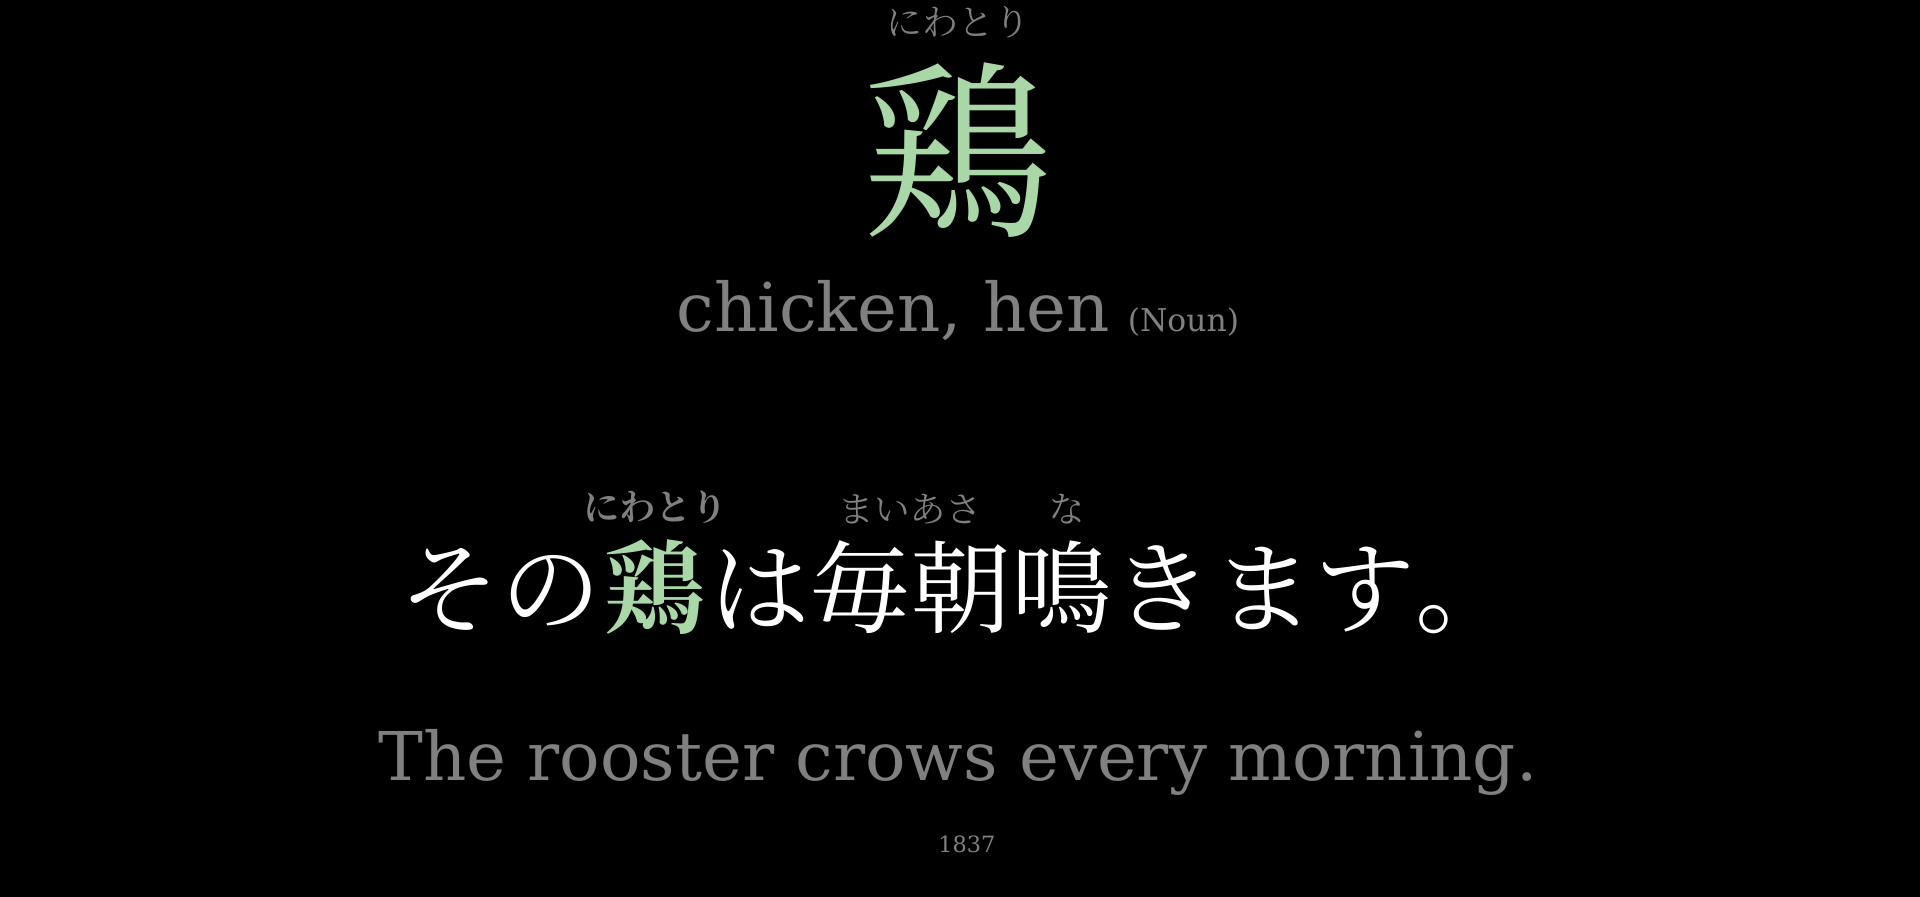 にわとり
鶏
chicken, hen (Noun)
にわとり まいあさ な
その鶏は毎朝鳴きます。
The rooster crows every morning.
1837